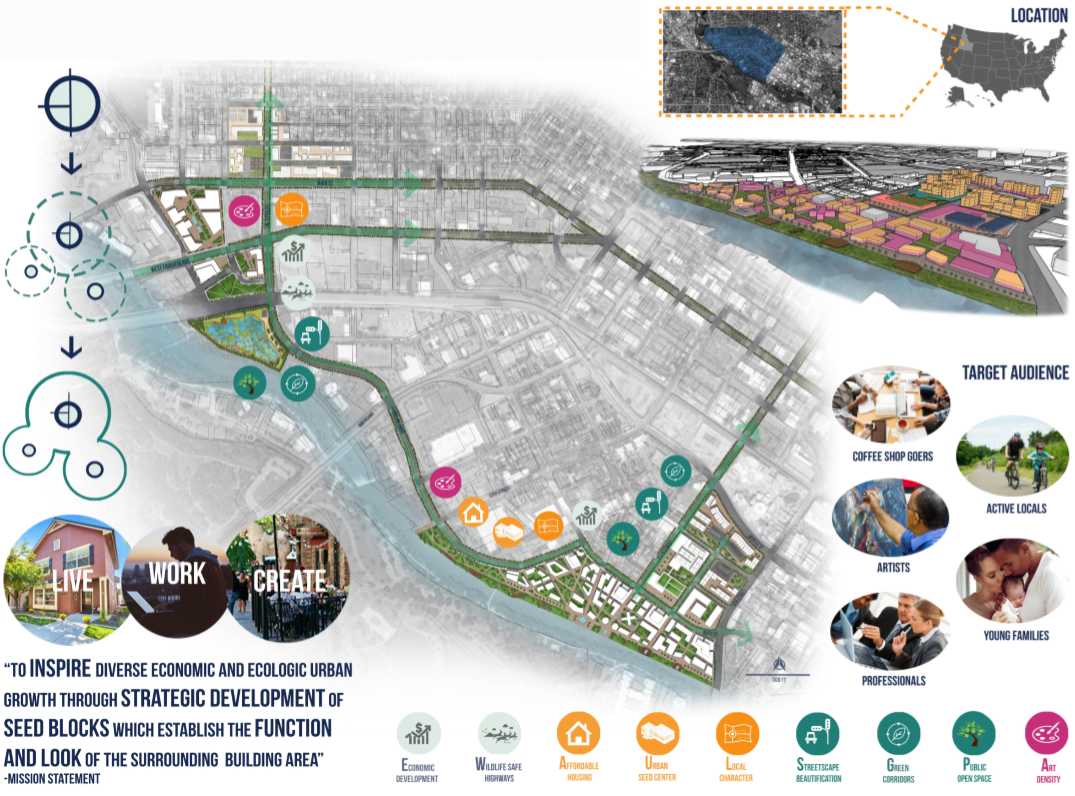 LOCATION
TARGET AUDIENCE
COFFEE SHOP GOERS
ACTIVE LOCALS
ARTISTS
YOUNG FAMILIES
PROFESSIONALS
LIVE
WORK
CREATE
“TO INSPIRE DIVERSE ECONOMIC AND ECOLOGIC URBAN
GROWTH THROUGH STRATEGIC DEVELOPMENT OF
SEED BLOCKS WHICH ESTABLISH THE FUNCTION
AND LOOK OF THE SURROUNDING BUILDING AREA”
-MISSION STATEMENT
ECONOMIC
DEVELOPMENT
WILDLIFE SAFE
HIGHWAYS
AFFORDABLE
HOUSING
URBAN
SEED CENTER
LOCAL
CHARACTER
STREETSCAPE
BEAUTIFICATION
GREEN
CORRIDORS
PUBLIC
OPEN SPACE
ART
DENSITY